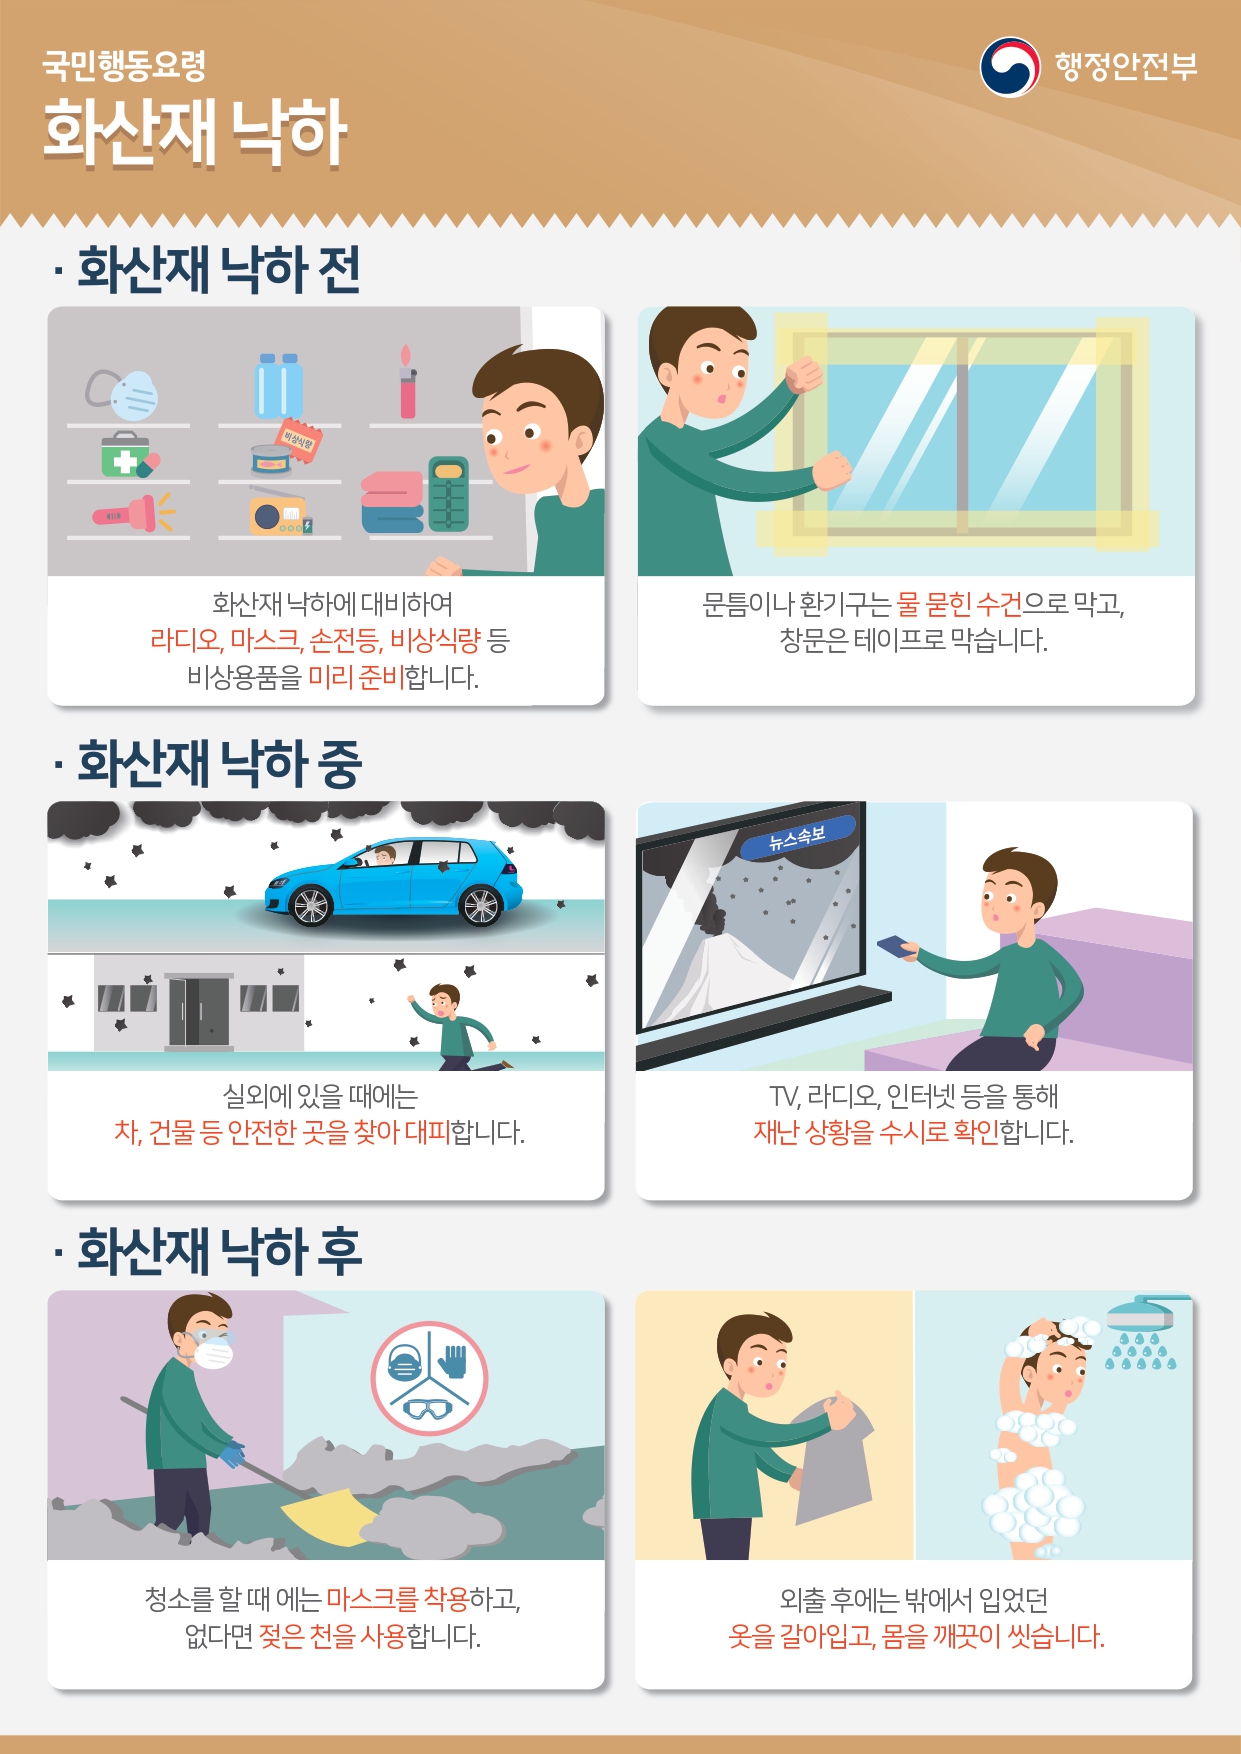 국민행동요령
화산재 낙하
행정안전부
· 화산재 낙하 전
비상식량
화산재 낙하에 대비하여
라디오, 마스크, 손전등, 비상식량 등
비상용품을 미리 준비합니다.
문틈이나 환기구는 물 묻힌 수건으로 막고,
창문은 테이프로 막습니다.
· 화산재 낙하 중
실외에 있을 때에는
차, 건물 등 안전한 곳을 찾아 대피합니다.
뉴스속보
TV, 라디오, 인터넷 등을 통해
재난 상황을 수시로 확인합니다.
· 화산재 낙하 후
청소를 할 때 에는 마스크를 착용하고,
없다면 젖은 천을 사용합니다.
외출 후에는 밖에서 입었던
옷을 갈아입고, 몸을 깨끗이 씻습니다.